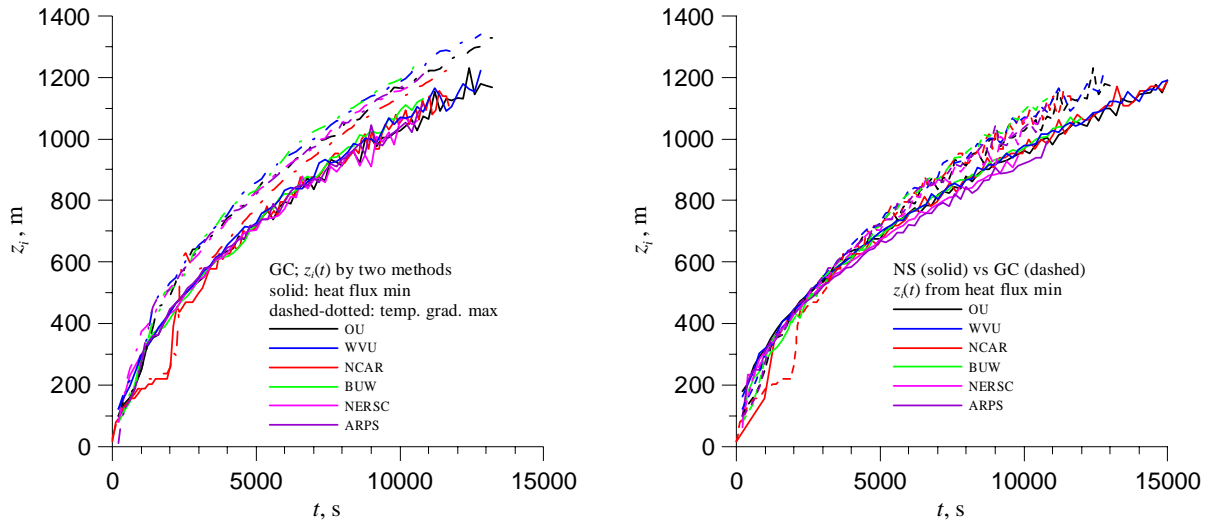 1400
1200
1000
800
600
400
200
0
z_i, m
GC; z_i(t) by two methods
solid: heat flux min
dashed-dotted: temp. grad. max
OU
WVU
NCAR
BUW
NERSC
ARPS
0 5000 10000 15000
t, s
1400
1200
1000
800
600
400
200
0
z_i, m
NS (solid) vs GC (dashed)
z_i(t) from heat flux min
OU
WVU
NCAR
BUW
NERSC
ARPS
0 5000 10000 15000
t, s